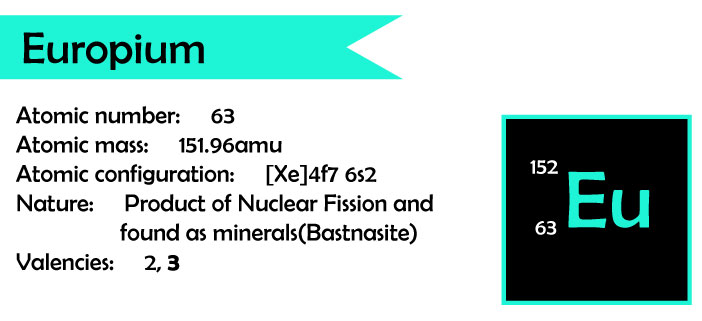 Europium
Atomic number: 63
Atomic mass: 151.96amu
Atomic configuration: [Xe]4f7 6s2
Nature: Product of Nuclear Fission and
found as minerals(Bastnasite)
Valencies: 2, 3
152
63
Eu